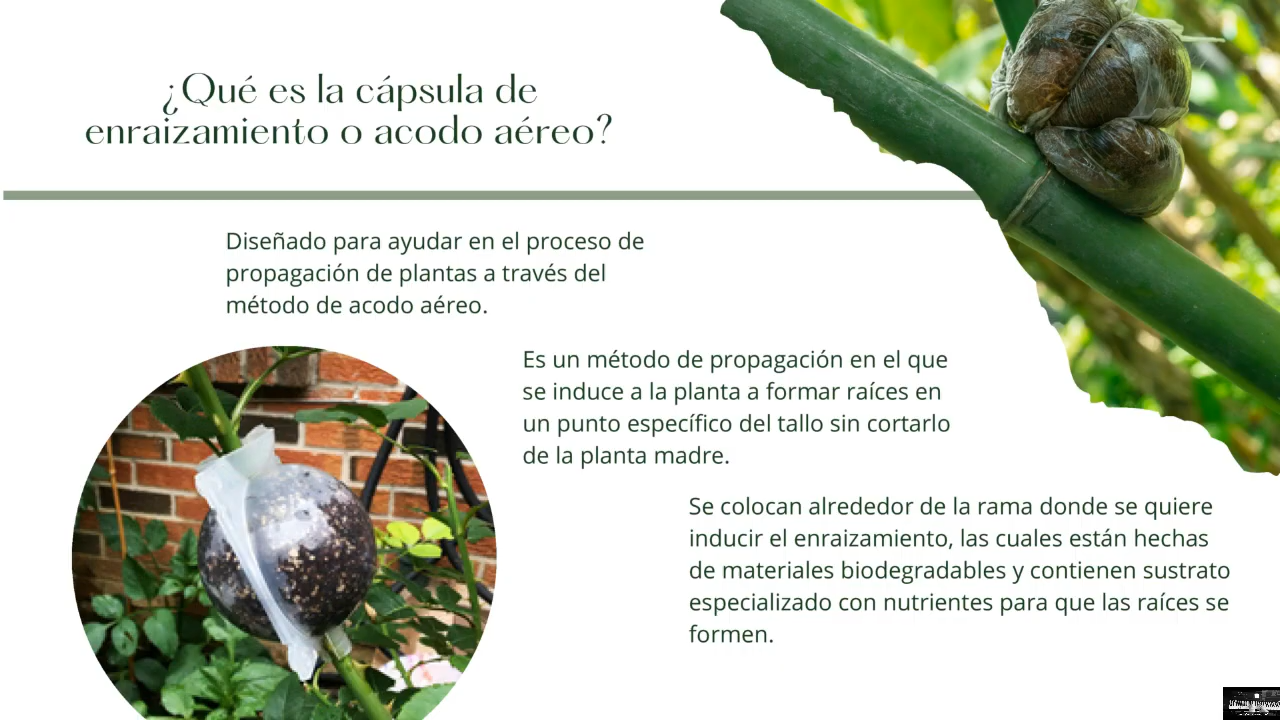 ¿Qué es la cápsula de
enraizamiento o acodo aéreo?
Diseñado para ayudar en el proceso de
propagación de plantas a través del
método de acodo aéreo.
Es un método de propagación en el que
se induce a la planta a formar raíces en
un punto específico del tallo sin cortarlo
de la planta madre.
Se colocan alrededor de la rama donde se quiere
inducir el enraizamiento, las cuales están hechas
de materiales biodegradables y contienen sustrato
especializado con nutrientes para que las raíces se
formen.